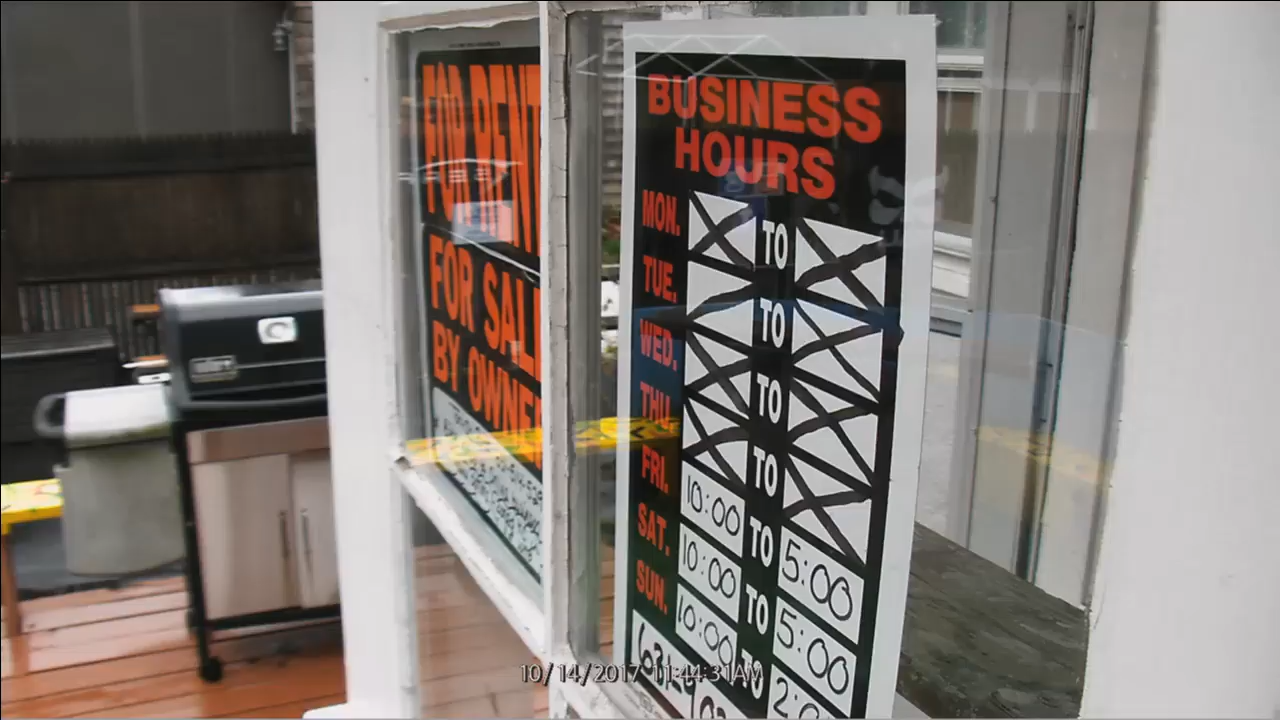 FOR RENT
FOR SALE
BY OWNER
BUSINESS
HOURS
MON. TO
TUE. TO
WED. TO
THU. TO
FRI. 10:00 TO 5:00
SAT. 10:00 TO 5:00
SUN. 10:00 TO
10/14/2017 11:44:31AM